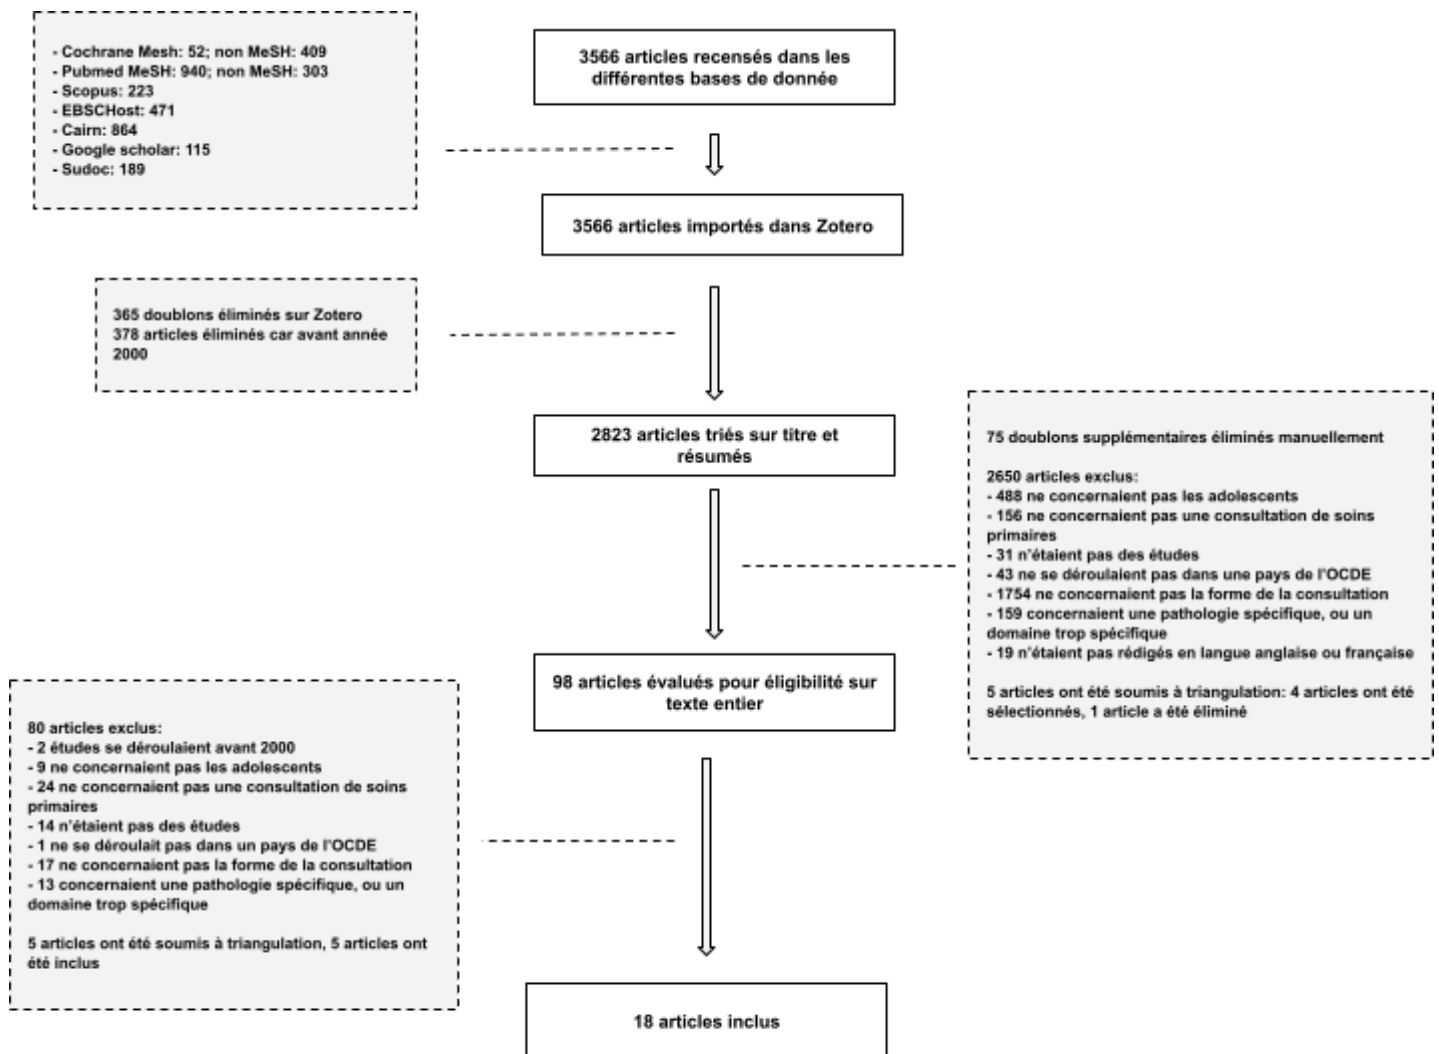 3566 articles recensés dans les
différentes bases de donnée
- Cochrane Mesh: 52; non MeSH: 409
- Pubmed MeSH: 940; non MeSH: 303
- Scopus: 223
- EBSCHost: 471
- Cairn: 864
- Google scholar: 115
- Sudoc: 189
3566 articles importés dans Zotero
365 doublons éliminés sur Zotero
378 articles éliminés car avant année
2000
2823 articles triés sur titre et
résumés
75 doublons supplémentaires éliminés manuellement
2650 articles exclus:
- 488 ne concernaient pas les adolescents
- 156 ne concernaient pas une consultation de soins
primaires
- 31 n'étaient pas des études
- 43 ne se déroulaient pas dans une pays de l'OCDE
- 1754 ne concernaient pas la forme de la consultation
- 159 concernaient une pathologie spécifique, ou un
domaine trop spécifique
- 19 n'étaient pas rédigés en langue anglaise ou française
5 articles ont été soumis à triangulation: 4 articles ont été
sélectionnés, 1 article a été éliminé
98 articles évalués pour éligibilité sur
texte entier
80 articles exclus:
- 2 études se déroulaient avant 2000
- 9 ne concernaient pas les adolescents
- 24 ne concernaient pas une consultation de soins
primaires
- 14 n'étaient pas des études
- 1 ne se déroulait pas dans un pays de l'OCDE
- 17 ne concernaient pas la forme de la consultation
- 13 concernaient une pathologie spécifique, ou un
domaine trop spécifique
5 articles ont été soumis à triangulation, 5 articles ont
été inclus
18 articles inclus